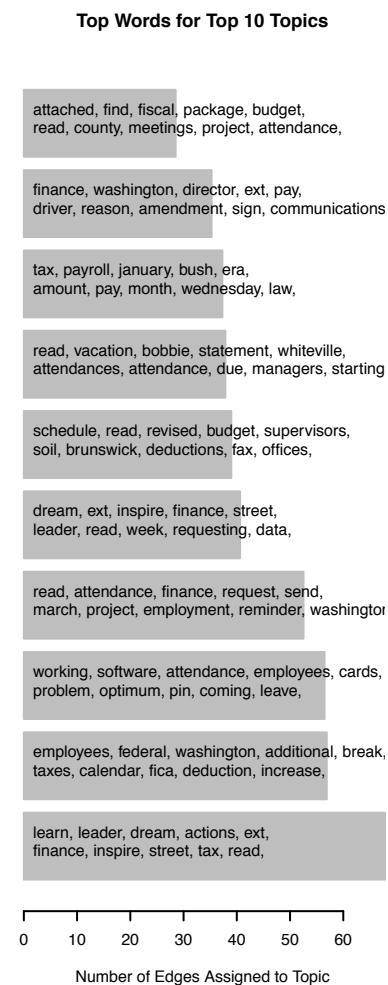 Top Words for Top 10 Topics
attached, find, fiscal, package, budget,
read, county, meetings, project, attendance,
finance, washington, director, ext, pay,
driver, reason, amendment, sign, communications
tax, payroll, january, bush, era,
amount, pay, month, wednesday, law,
read, vacation, bobbie, statement, whiteville,
attendances, attendance, due, managers, starting
schedule, read, revised, budget, supervisors,
soil, brunswick, deductions, fax, offices,
dream, ext, inspire, finance, street,
leader, read, week, requesting, data,
read, attendance, finance, request, send,
march, project, employment, reminder, washington
working, software, attendance, employees, cards,
problem, optimum, pin, coming, leave,
employees, federal, washington, additional, break,
taxes, calendar, fica, deduction, increase,
learn, leader, dream, actions, ext,
finance, inspire, street, tax, read,
0 10 20 30 40 50 60
Number of Edges Assigned to Topic